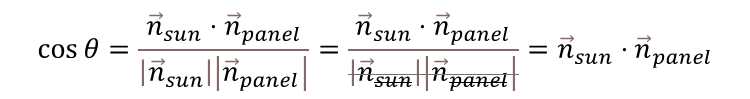 cos θ = (n⃗_sun · n⃗_panel) / (|n⃗_sun||n⃗_panel|) = (n⃗_sun · n⃗_panel) / (|n⃗_sun||n⃗_panel|) = n⃗_sun · n⃗_panel